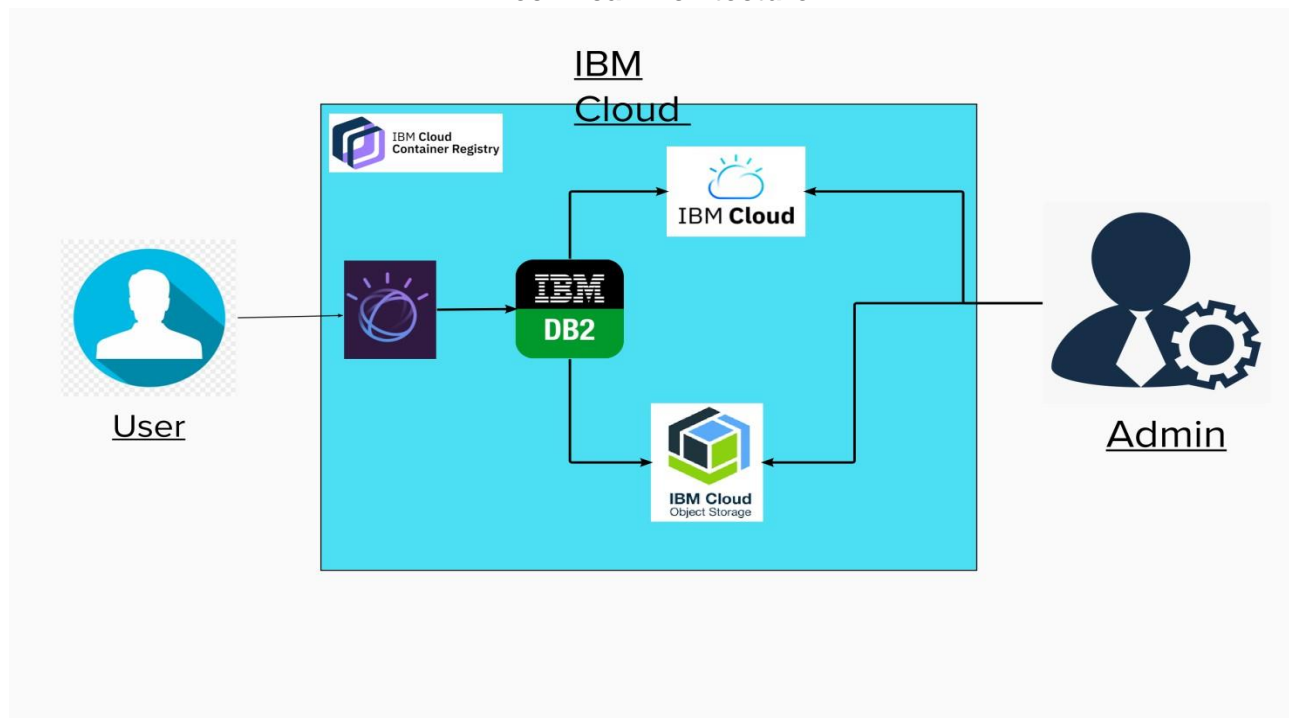 IBM
Cloud
IBM Cloud
Container Registry
IBM Cloud
IBM
DB2
User
Admin
IBM Cloud
Object Storage